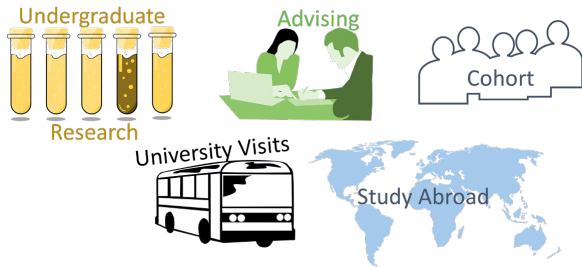 Undergraduate
Research
Advising
Cohort
University Visits
Study Abroad